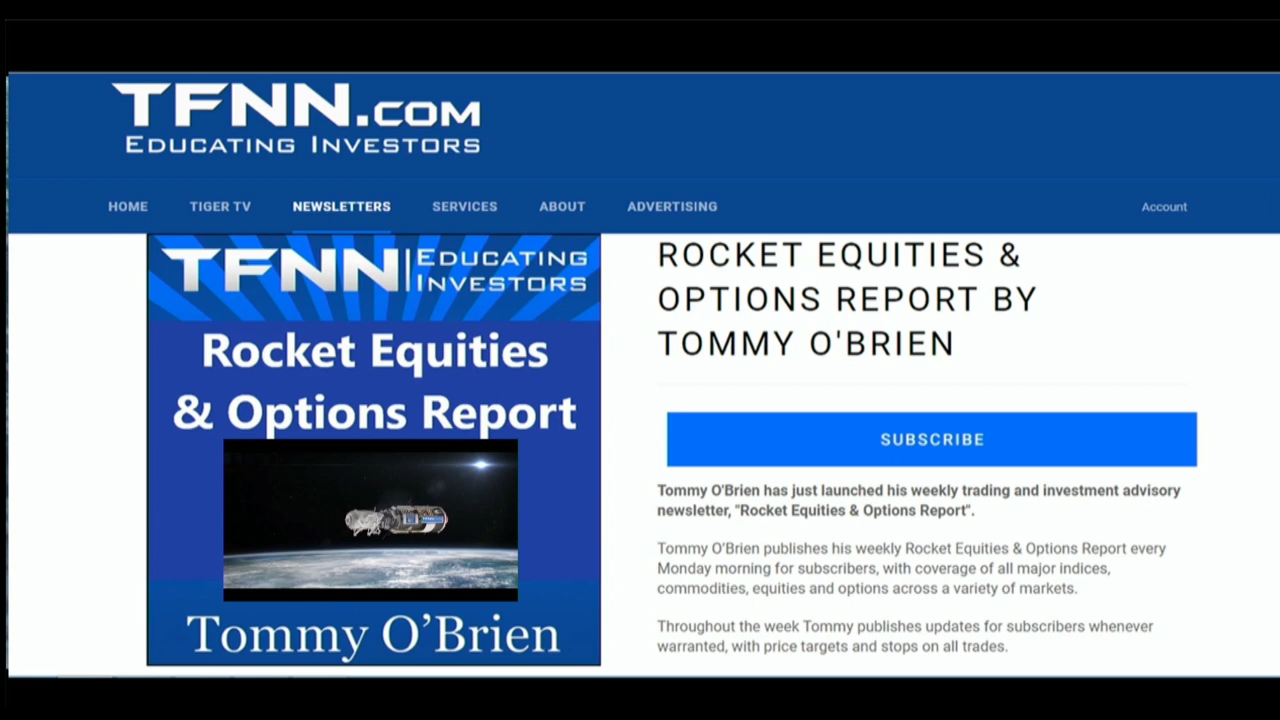 TFNN.COM
EDUCATING INVESTORS
HOME TIGER TV NEWSLETTERS SERVICES ABOUT ADVERTISING Account
TFNN EDUCATING
INVESTORS
Rocket Equities
& Options Report
Tommy O'Brien
ROCKET EQUITIES &
OPTIONS REPORT BY
TOMMY O'BRIEN
SUBSCRIBE
Tommy O'Brien has just launched his weekly trading and investment advisory
newsletter, "Rocket Equities & Options Report".
Tommy O'Brien publishes his weekly Rocket Equities & Options Report every
Monday morning for subscribers, with coverage of all major indices,
commodities, equities and options across a variety of markets.
Throughout the week Tommy publishes updates for subscribers whenever
warranted, with price targets and stops on all trades.